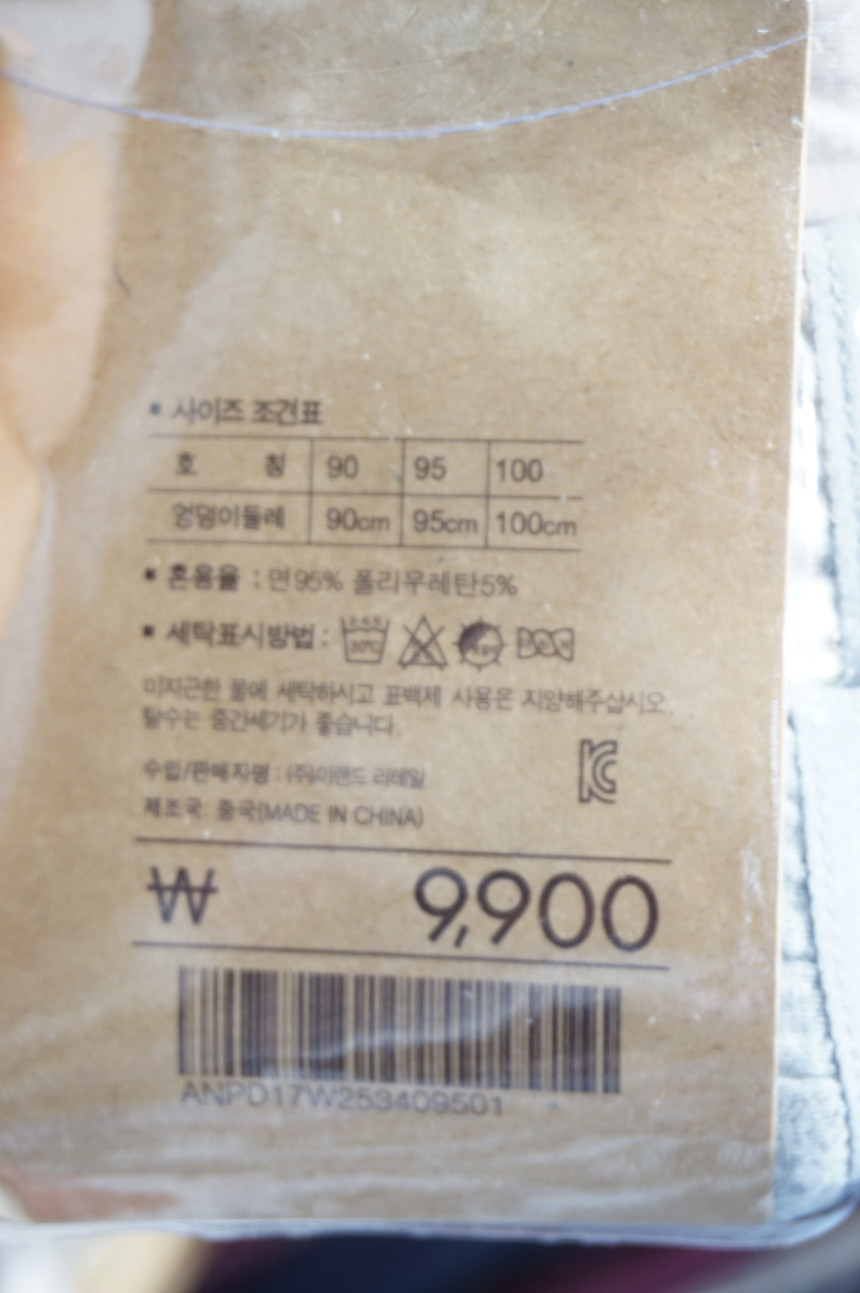 ▪ 사이즈 조견표
호 칭 90 95 100
엉덩이둘레 90cm 95cm 100cm
▪ 혼용율 : 면95% 폴리우레탄5%
▪ 세탁표시방법 : 30℃
미지근한 물에 세탁하시고 표백제 사용은 지양해주십시오.
탈수는 중간세기가 좋습니다.
수입/판매자명 : (주)이랜드 리테일
제조국: 중국(MADE IN CHINA)
₩ 9,900
ANPD17W253409501